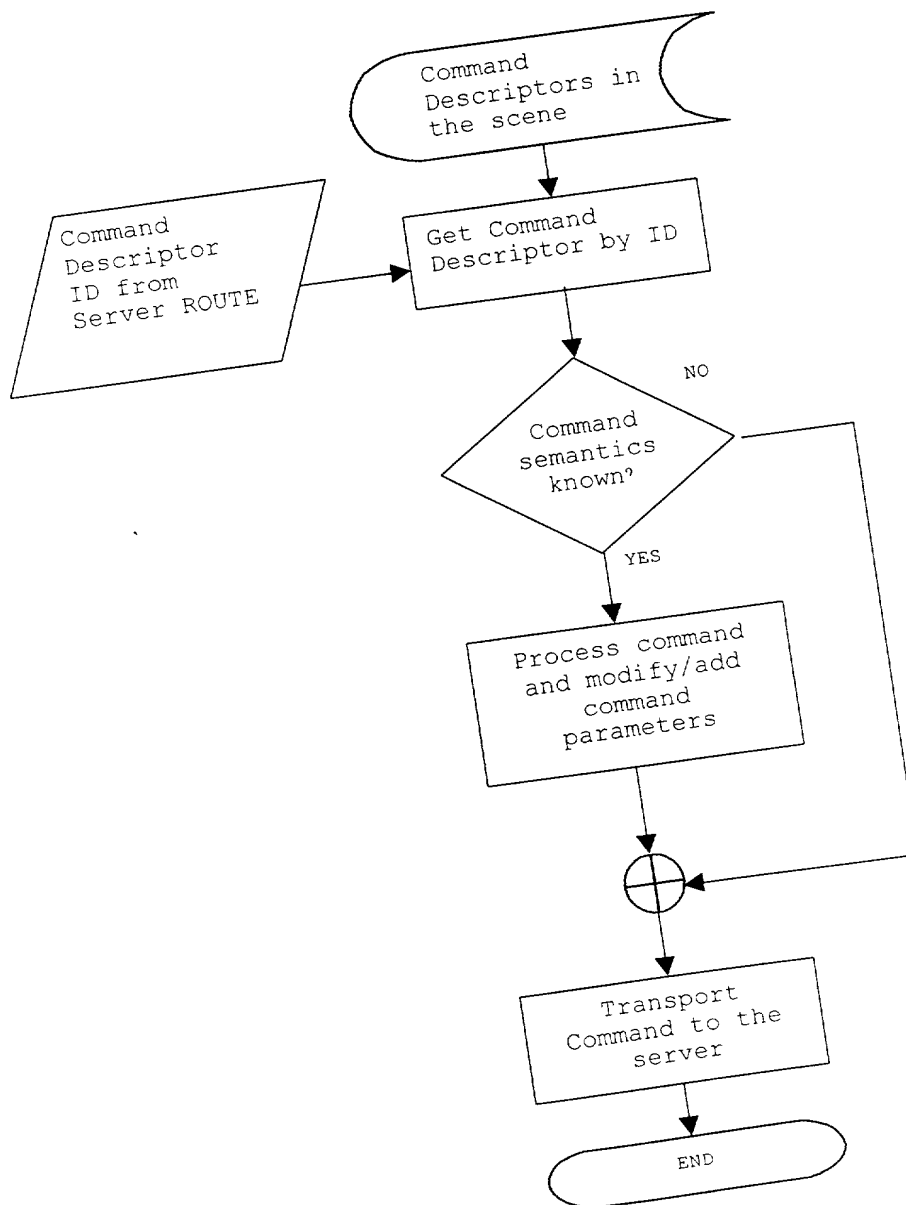 Command
Descriptors in
the scene
Command
Descriptor
ID from
Server ROUTE
Get Command
Descriptor by ID
NO
Command
semantics
known?
YES
Process command
and modify/add
command
parameters
Transport
Command to the
server
END